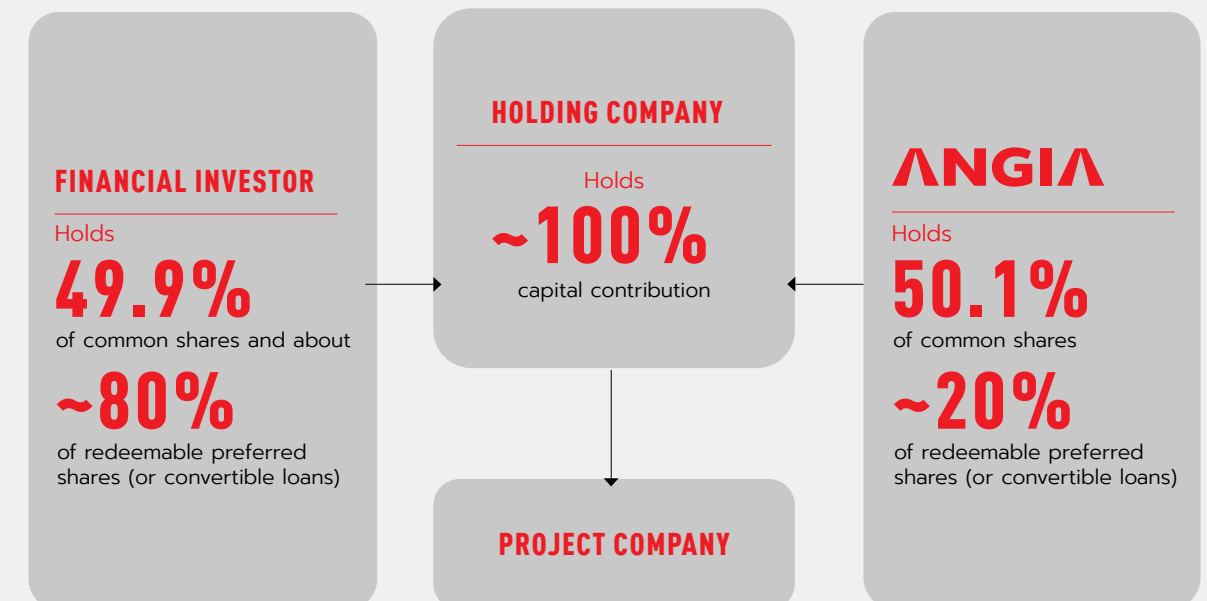 FINANCIAL INVESTOR
Holds
49.9%
of common shares and about
~80%
of redeemable preferred
shares (or convertible loans)
HOLDING COMPANY
Holds
~100%
capital contribution
PROJECT COMPANY
ANGIA
Holds
50.1%
of common shares
~20%
of redeemable preferred
shares (or convertible loans)